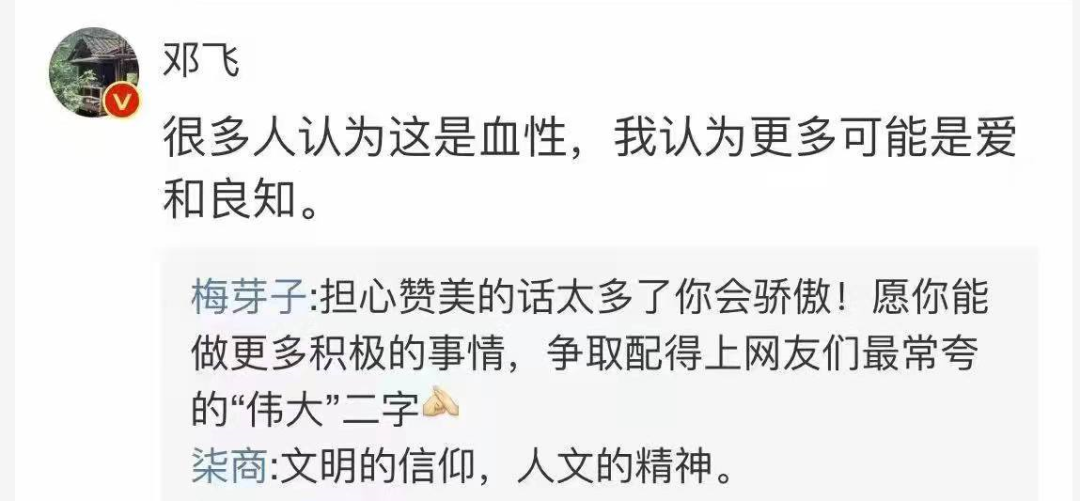 邓飞
很多人认为这是血性，我认为更多可能是爱
和良知。
梅芽子:担心赞美的话太多了你会骄傲！愿你能
做更多积极的事情，争取配得上网友们最常夸
的“伟大”二字
柒商:文明的信仰，人文的精神。